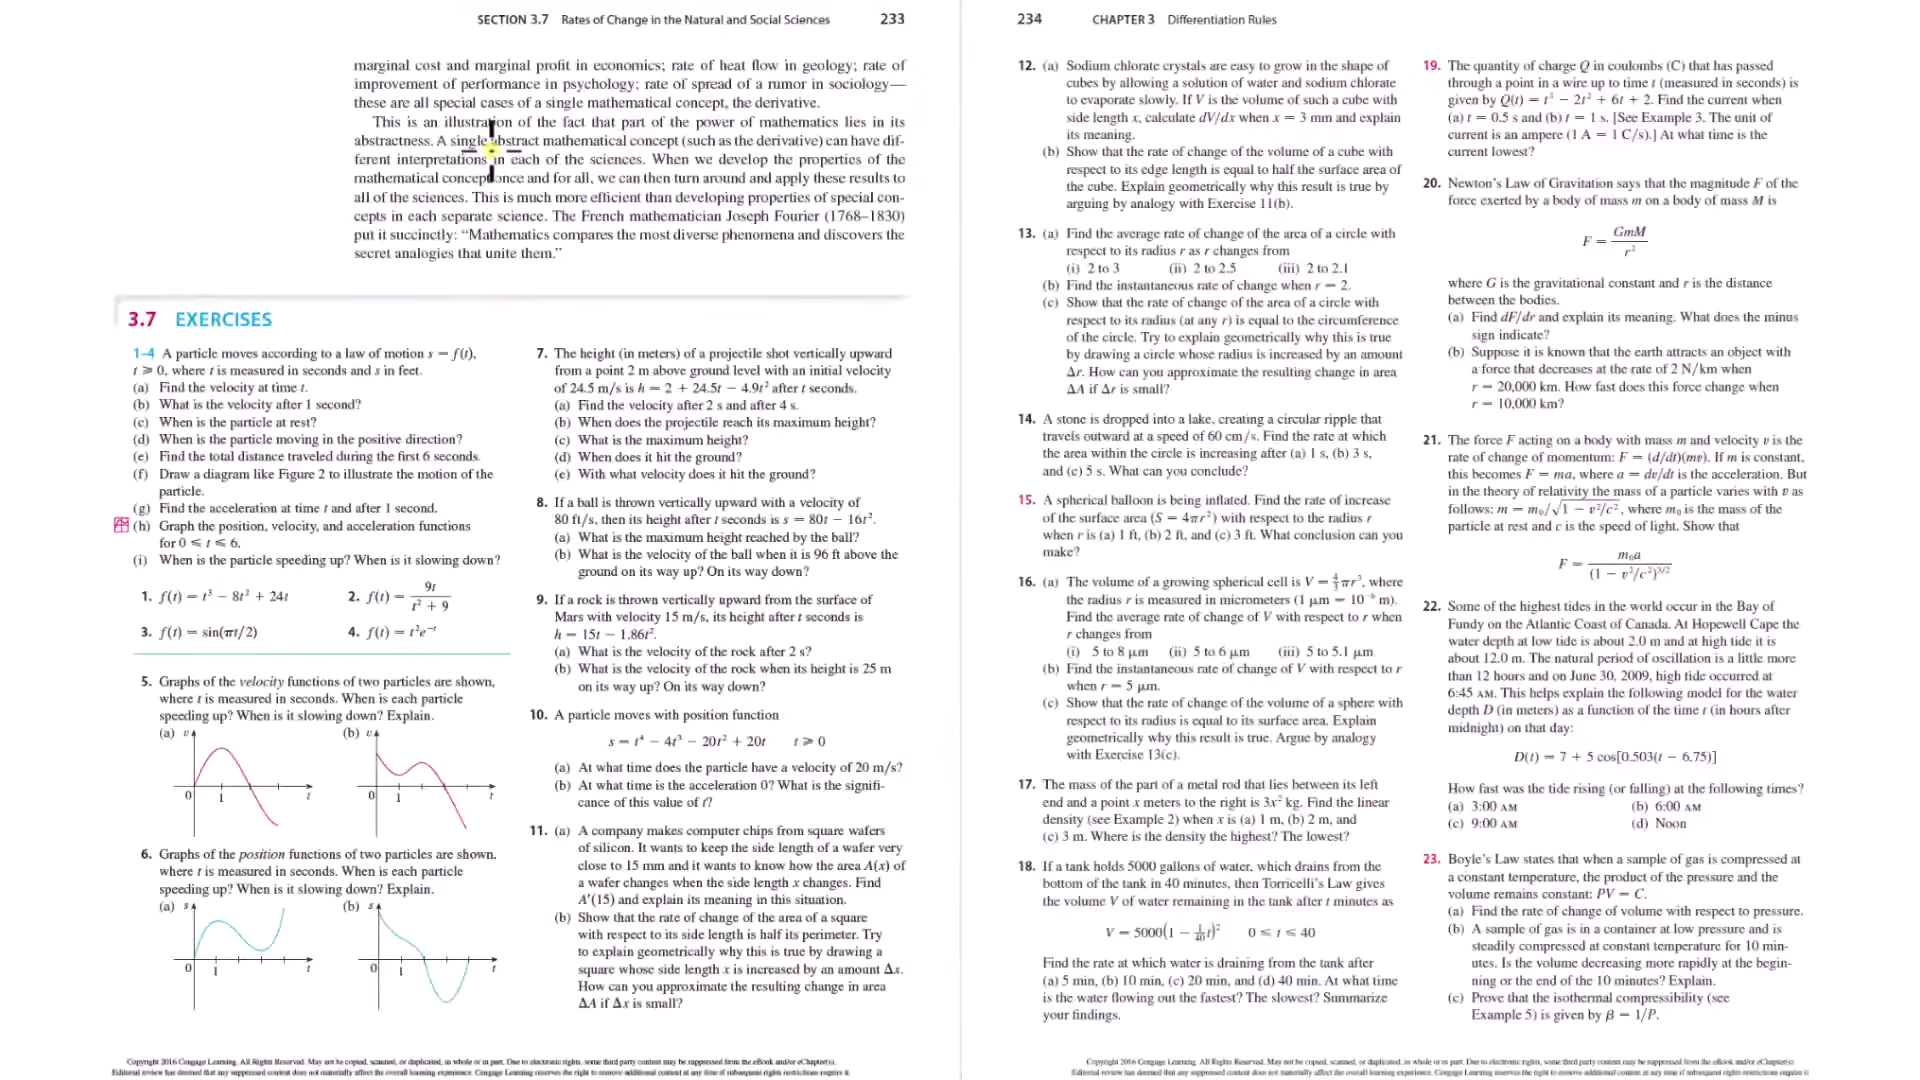 SECTION 3.7 Rates of Change in the Natural and Social Sciences 233
marginal cost and marginal profit in economics; rate of heat flow in geology; rate of
improvement of performance in psychology; rate of spread of a rumor in sociology—
these are all special cases of a single mathematical concept, the derivative.
This is an illustration of the fact that part of the power of mathematics lies in its
abstractness. A single abstract mathematical concept (such as the derivative) can have dif-
ferent interpretations in each of the sciences. When we develop the properties of the
mathematical concept once and for all, we can then turn around and apply these results to
all of the sciences. This is much more efficient than developing properties of special con-
cepts in each separate science. The French mathematician Joseph Fourier (1768–1830)
put it succinctly: “Mathematics compares the most diverse phenomena and discovers the
secret analogies that unite them.”
3.7 EXERCISES
1–4 A particle moves according to a law of motion s = f(t),
t ⩾ 0, where t is measured in seconds and s in feet.
(a) Find the velocity at time t.
(b) What is the velocity after 1 second?
(c) When is the particle at rest?
(d) When is the particle moving in the positive direction?
(e) Find the total distance traveled during the first 6 seconds.
(f) Draw a diagram like Figure 2 to illustrate the motion of the
particle.
(g) Find the acceleration at time t and after 1 second.
(h) Graph the position, velocity, and acceleration functions
for 0 ⩽ t ⩽ 6.
(i) When is the particle speeding up? When is it slowing down?
1. f(t) = t³ − 8t² + 24t 2. f(t) = 9t / (t² + 9)
3. f(t) = sin(πt/2) 4. f(t) = t²e⁻ᵗ
5. Graphs of the velocity functions of two particles are shown,
where t is measured in seconds. When is each particle
speeding up? When is it slowing down? Explain.
(a) v (b) v
0 1 t 0 1 t
6. Graphs of the position functions of two particles are shown,
where t is measured in seconds. When is each particle
speeding up? When is it slowing down? Explain.
(a) s (b) s
0 1 t 0 1 t
7. The height (in meters) of a projectile shot vertically upward
from a point 2 m above ground level with an initial velocity
of 24.5 m/s is h = 2 + 24.5t − 4.9t² after t seconds.
(a) Find the velocity after 2 s and after 4 s.
(b) When does the projectile reach its maximum height?
(c) What is the maximum height?
(d) When does it hit the ground?
(e) With what velocity does it hit the ground?
8. If a ball is thrown vertically upward with a velocity of
80 ft/s, then its height after t seconds is s = 80t − 16t².
(a) What is the maximum height reached by the ball?
(b) What is the velocity of the ball when it is 96 ft above the
ground on its way up? On its way down?
9. If a rock is thrown vertically upward from the surface of
Mars with velocity 15 m/s, its height after t seconds is
h = 15t − 1.86t².
(a) What is the velocity of the rock after 2 s?
(b) What is the velocity of the rock when its height is 25 m
on its way up? On its way down?
10. A particle moves with position function
s = t⁴ − 4t³ − 20t² + 20t t ⩾ 0
(a) At what time does the particle have a velocity of 20 m/s?
(b) At what time is the acceleration 0? What is the signifi-
cance of this value of t?
11. (a) A company makes computer chips from square wafers
of silicon. It wants to keep the side length of a wafer very
close to 15 mm and it wants to know how the area A(x) of
a wafer changes when the side length x changes. Find
A′(15) and explain its meaning in this situation.
(b) Show that the rate of change of the area of a square
with respect to its side length is half its perimeter. Try
to explain geometrically why this is true by drawing a
square whose side length x is increased by an amount Δx.
How can you approximate the resulting change in area
ΔA if Δx is small?
Copyright 2016 Cengage Learning. All Rights Reserved. May not be copied, scanned, or duplicated, in whole or in part. Due to electronic rights, some third party content may be suppressed from the eBook and/or eChapter(s).
Editorial review has deemed that any suppressed content does not materially affect the overall learning experience. Cengage Learning reserves the right to remove additional content at any time if subsequent rights restrictions require it.
234 CHAPTER 3 Differentiation Rules
12. (a) Sodium chlorate crystals are easy to grow in the shape of
cubes by allowing a solution of water and sodium chlorate
to evaporate slowly. If V is the volume of such a cube with
side length x, calculate dV/dx when x = 3 mm and explain
its meaning.
(b) Show that the rate of change of the volume of a cube with
respect to its edge length is equal to half the surface area of
the cube. Explain geometrically why this result is true by
arguing by analogy with Exercise 11(b).
13. (a) Find the average rate of change of the area of a circle with
respect to its radius r as r changes from
(i) 2 to 3 (ii) 2 to 2.5 (iii) 2 to 2.1
(b) Find the instantaneous rate of change when r = 2.
(c) Show that the rate of change of the area of a circle with
respect to its radius (at any r) is equal to the circumference
of the circle. Try to explain geometrically why this is true
by drawing a circle whose radius is increased by an amount
Δr. How can you approximate the resulting change in area
ΔA if Δr is small?
14. A stone is dropped into a lake, creating a circular ripple that
travels outward at a speed of 60 cm/s. Find the rate at which
the area within the circle is increasing after (a) 1 s, (b) 3 s,
and (c) 5 s. What can you conclude?
15. A spherical balloon is being inflated. Find the rate of increase
of the surface area (S = 4πr²) with respect to the radius r
when r is (a) 1 ft, (b) 2 ft, and (c) 3 ft. What conclusion can you
make?
16. (a) The volume of a growing spherical cell is V = 4/3 πr³, where
the radius r is measured in micrometers (1 μm = 10⁻⁶ m).
Find the average rate of change of V with respect to r when
r changes from
(i) 5 to 8 μm (ii) 5 to 6 μm (iii) 5 to 5.1 μm
(b) Find the instantaneous rate of change of V with respect to r
when r = 5 μm.
(c) Show that the rate of change of the volume of a sphere with
respect to its radius is equal to its surface area. Explain
geometrically why this result is true. Argue by analogy
with Exercise 13(c).
17. The mass of the part of a metal rod that lies between its left
end and a point x meters to the right is 3x² kg. Find the linear
density (see Example 2) when x is (a) 1 m, (b) 2 m, and
(c) 3 m. Where is the density the highest? The lowest?
18. If a tank holds 5000 gallons of water, which drains from the
bottom of the tank in 40 minutes, then Torricelli’s Law gives
the volume V of water remaining in the tank after t minutes as
V = 5000(1 − 1/40 t)² 0 ⩽ t ⩽ 40
Find the rate at which water is draining from the tank after
(a) 5 min, (b) 10 min, (c) 20 min, and (d) 40 min. At what time
is the water flowing out the fastest? The slowest? Summarize
your findings.
19. The quantity of charge Q in coulombs (C) that has passed
through a point in a wire up to time t (measured in seconds) is
given by Q(t) = t³ − 2t² + 6t + 2. Find the current when
(a) t = 0.5 s and (b) t = 1 s. [See Example 3. The unit of
current is an ampere (1 A = 1 C/s).] At what time is the
current lowest?
20. Newton’s Law of Gravitation says that the magnitude F of the
force exerted by a body of mass m on a body of mass M is
F = GmM / r²
where G is the gravitational constant and r is the distance
between the bodies.
(a) Find dF/dr and explain its meaning. What does the minus
sign indicate?
(b) Suppose it is known that the earth attracts an object with
a force that decreases at the rate of 2 N/km when
r = 20,000 km. How fast does this force change when
r = 10,000 km?
21. The force F acting on a body with mass m and velocity v is the
rate of change of momentum: F = (d/dt)(mv). If m is constant,
this becomes F = ma, where a = dv/dt is the acceleration. But
in the theory of relativity the mass of a particle varies with v as
follows: m = m₀/√(1 − v²/c²), where m₀ is the mass of the
particle at rest and c is the speed of light. Show that
F = m₀a / (1 − v²/c²)³ᐟ²
22. Some of the highest tides in the world occur in the Bay of
Fundy on the Atlantic Coast of Canada. At Hopewell Cape the
water depth at low tide is about 2.0 m and at high tide it is
about 12.0 m. The natural period of oscillation is a little more
than 12 hours and on June 30, 2009, high tide occurred at
6:45 AM. This helps explain the following model for the water
depth D (in meters) as a function of the time t (in hours after
midnight) on that day:
D(t) = 7 + 5 cos[0.503(t − 6.75)]
How fast was the tide rising (or falling) at the following times?
(a) 3:00 AM (b) 6:00 AM
(c) 9:00 AM (d) Noon
23. Boyle’s Law states that when a sample of gas is compressed at
a constant temperature, the product of the pressure and the
volume remains constant: PV = C.
(a) Find the rate of change of volume with respect to pressure.
(b) A sample of gas is in a container at low pressure and is
steadily compressed at constant temperature for 10 min-
utes. Is the volume decreasing more rapidly at the begin-
ning or the end of the 10 minutes? Explain.
(c) Prove that the isothermal compressibility (see
Example 5) is given by β = 1/P.
Copyright 2016 Cengage Learning. All Rights Reserved. May not be copied, scanned, or duplicated, in whole or in part. Due to electronic rights, some third party content may be suppressed from the eBook and/or eChapter(s).
Editorial review has deemed that any suppressed content does not materially affect the overall learning experience. Cengage Learning reserves the right to remove additional content at any time if subsequent rights restrictions require it